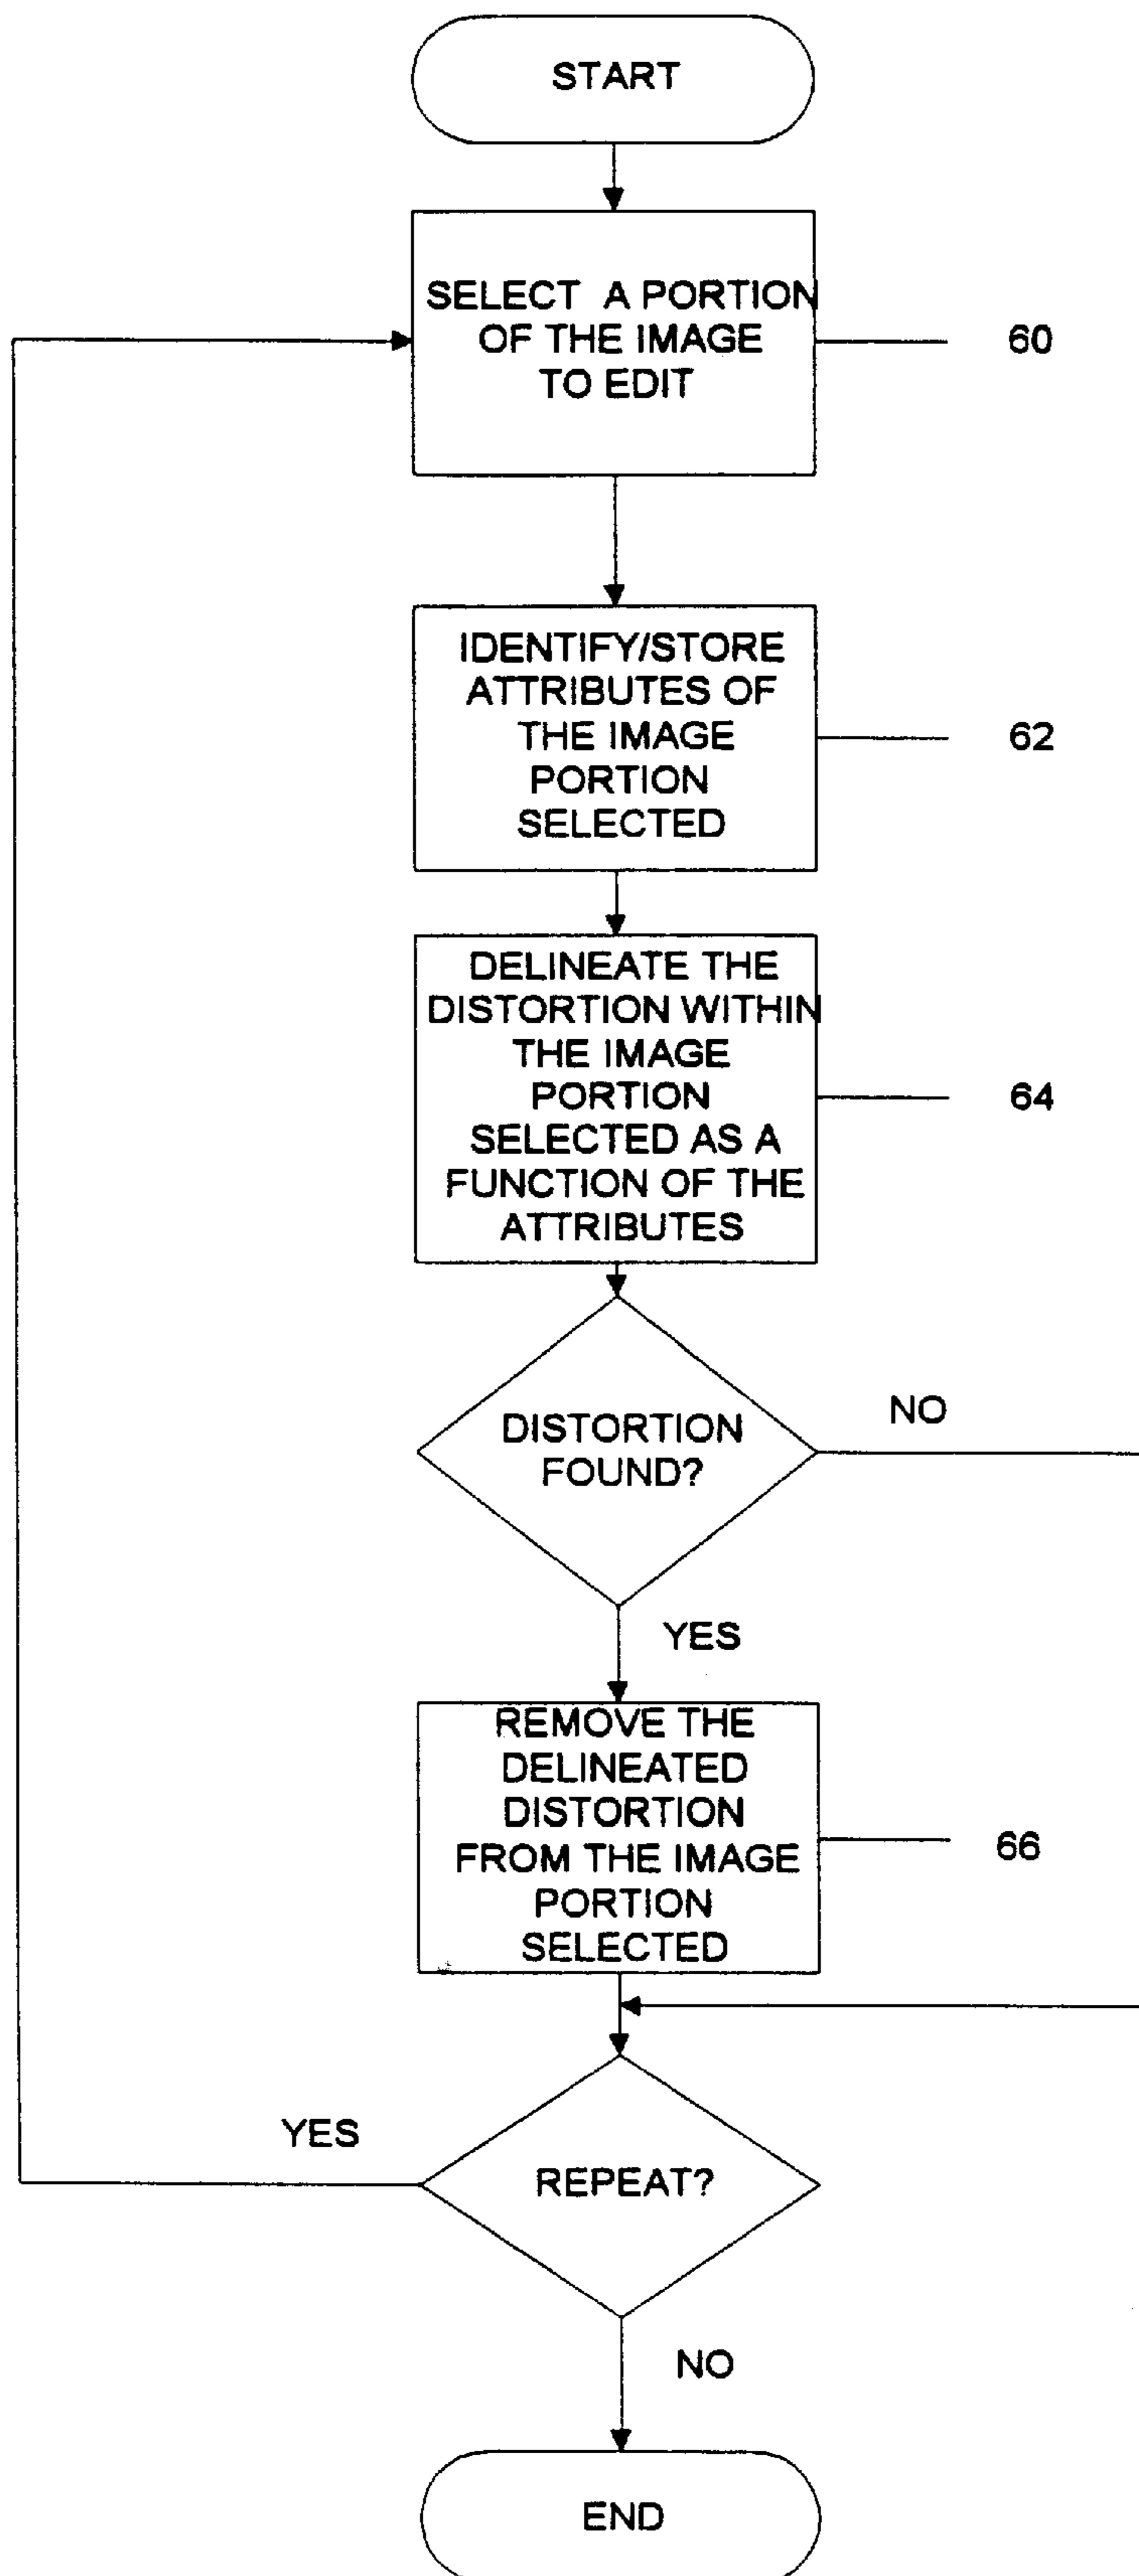 START
SELECT A PORTION
OF THE IMAGE
TO EDIT
60
IDENTIFY/STORE
ATTRIBUTES OF
THE IMAGE
PORTION
SELECTED
62
DELINEATE THE
DISTORTION WITHIN
THE IMAGE
PORTION
SELECTED AS A
FUNCTION OF THE
ATTRIBUTES
64
DISTORTION
FOUND?
NO
YES
REMOVE THE
DELINEATED
DISTORTION
FROM THE IMAGE
PORTION
SELECTED
66
YES
REPEAT?
NO
END